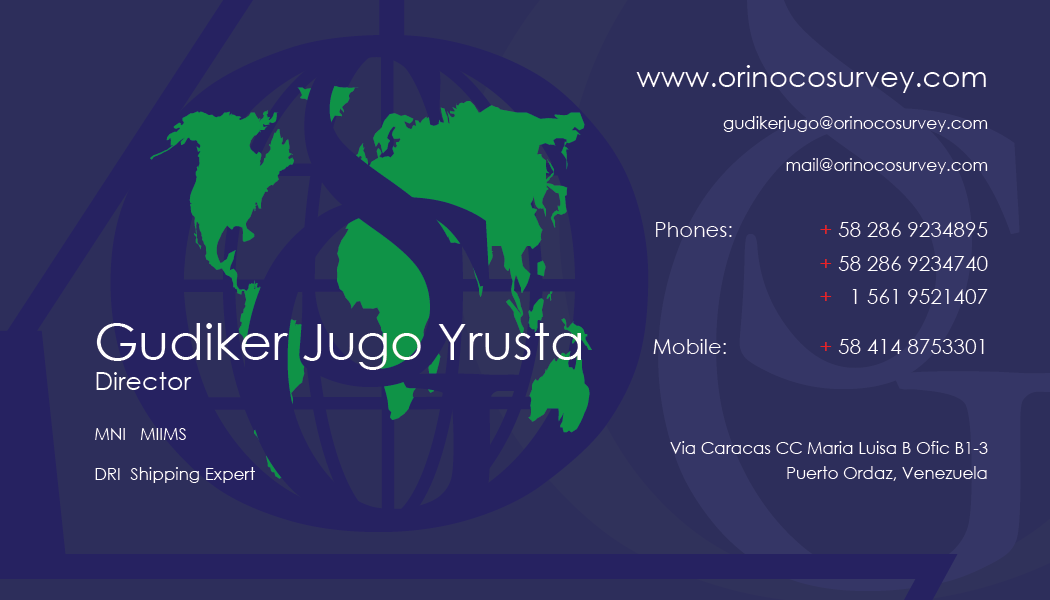 www.orinocosurvey.com
gudikerjugo@orinocosurvey.com
mail@orinocosurvey.com
Phones: + 58 286 9234895
+ 58 286 9234740
+ 1 561 9521407
Mobile: + 58 414 8753301
Gudiker Jugo Yrusta
Director
MNI MIIMS
DRI Shipping Expert
Via Caracas CC Maria Luisa B Ofic B1-3
Puerto Ordaz, Venezuela